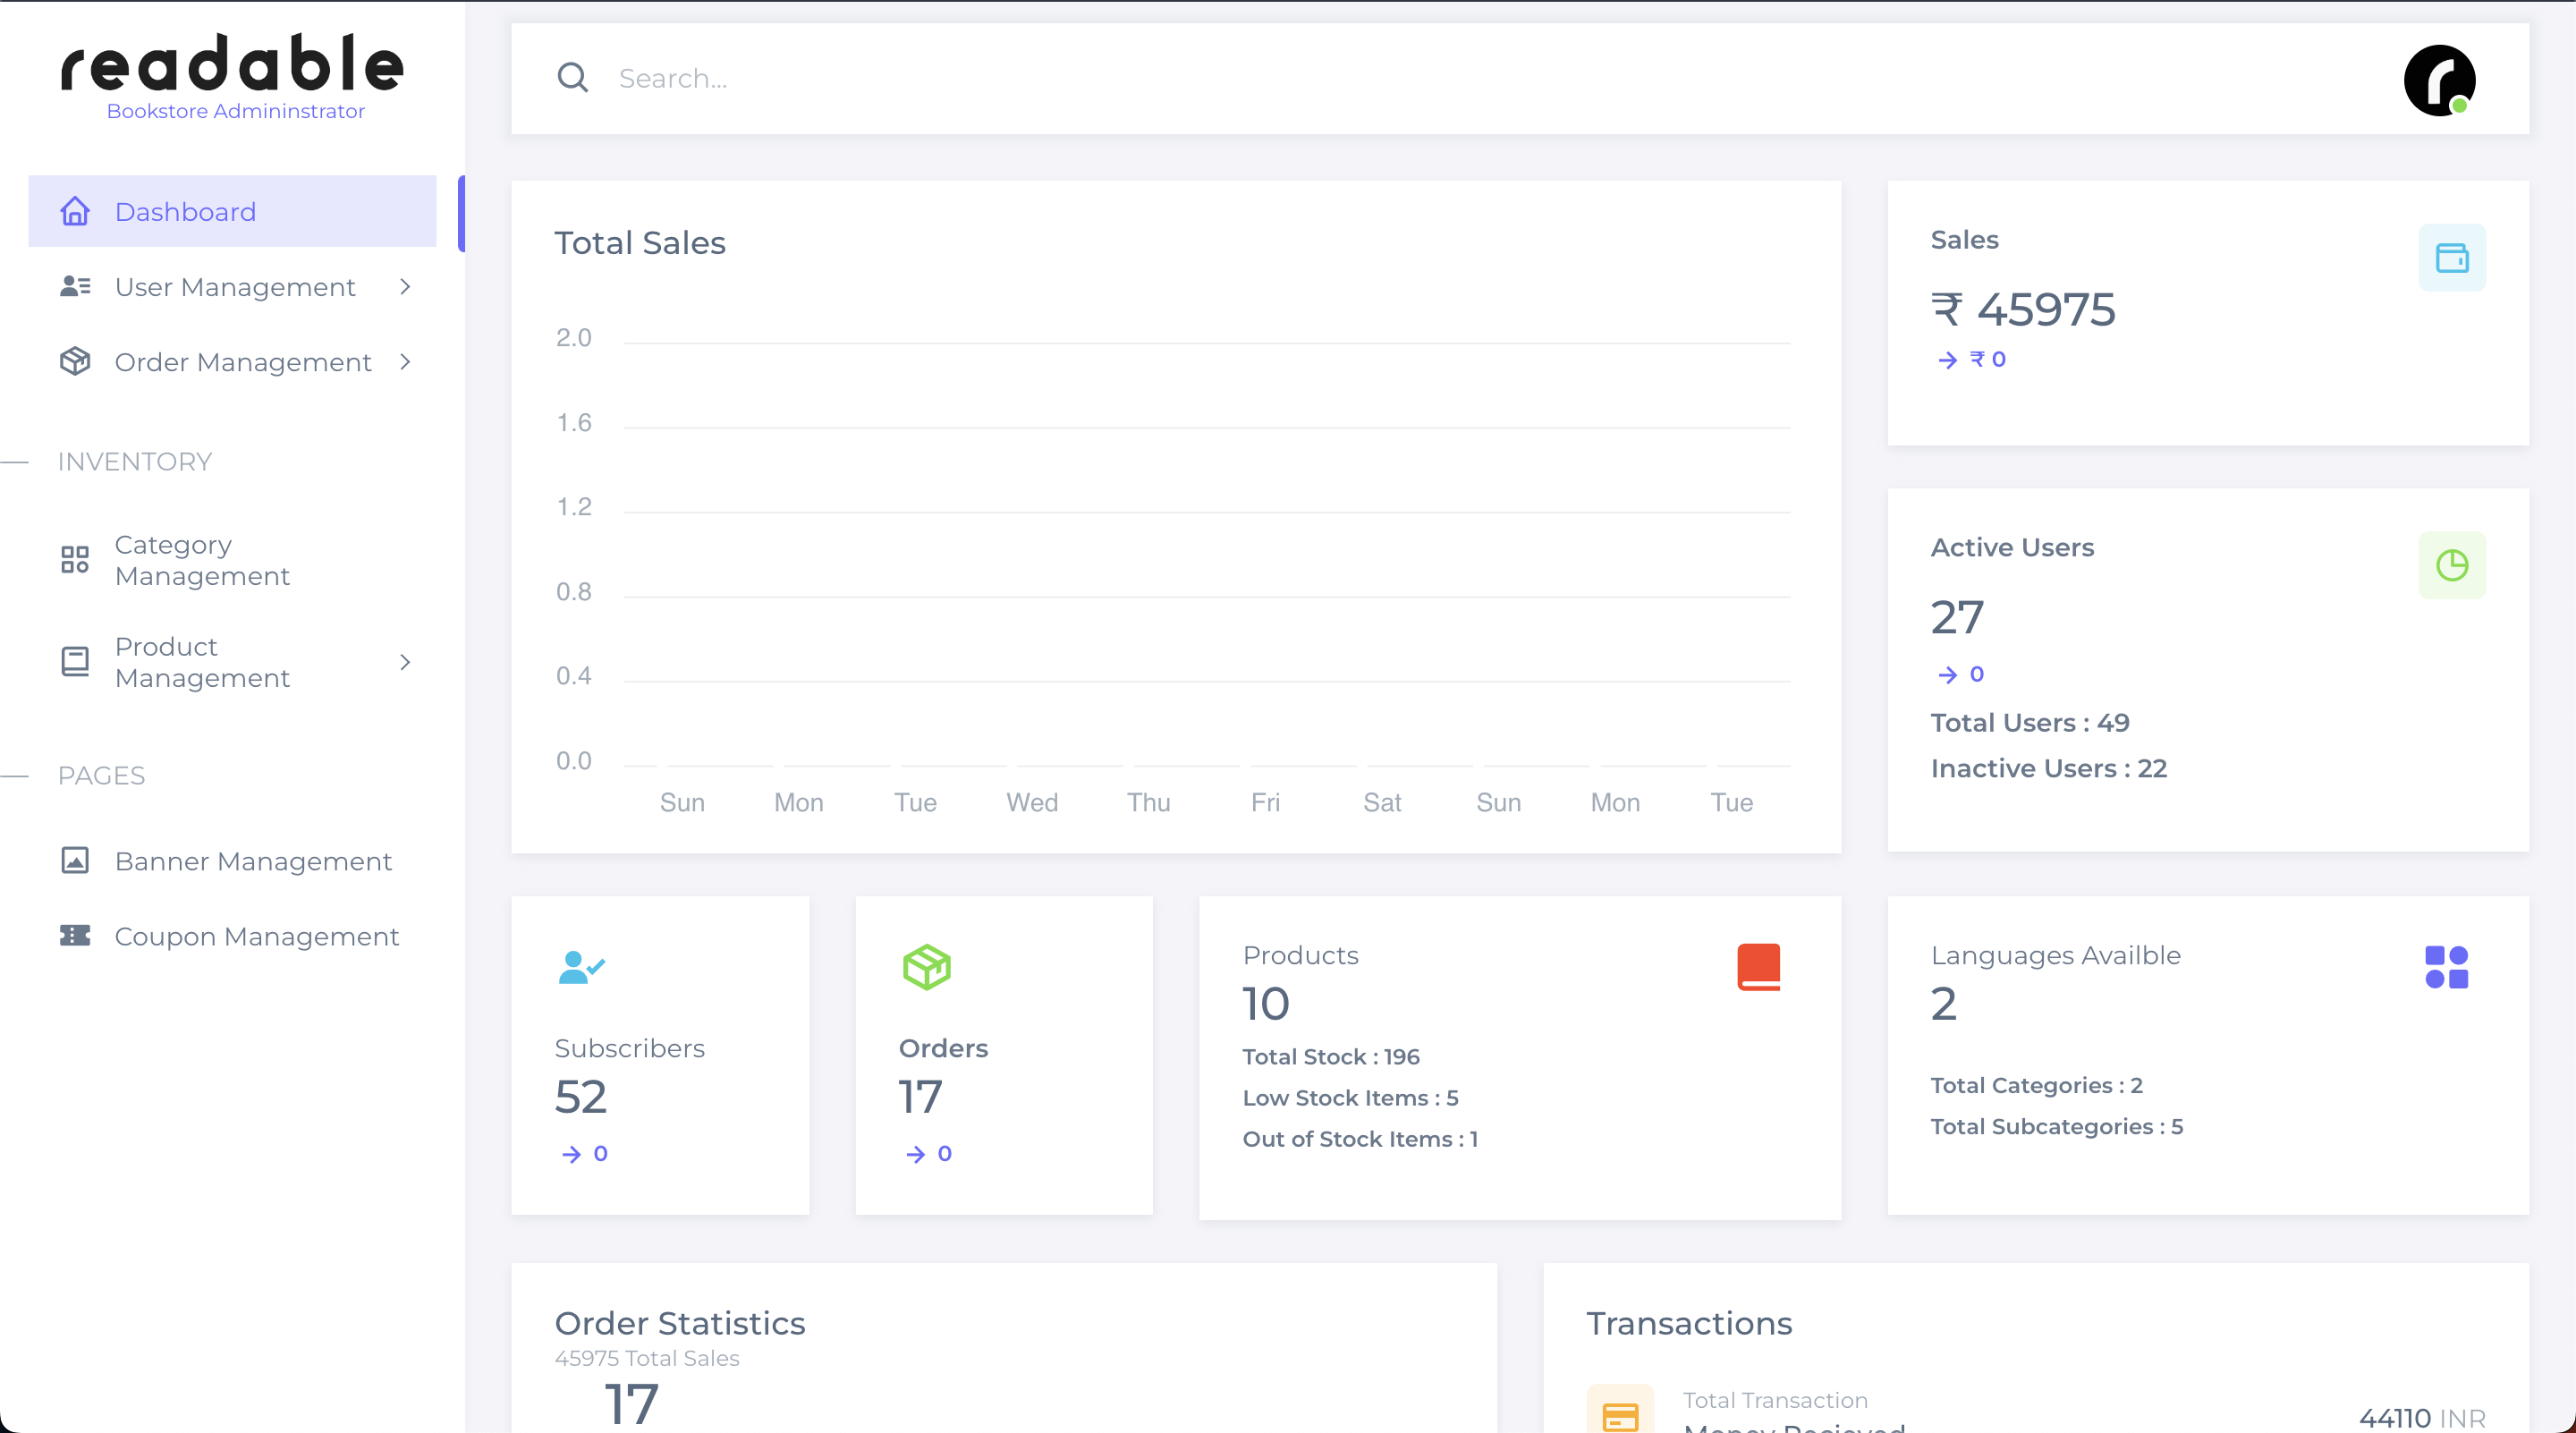 readable
Bookstore Admininstrator
Dashboard
User Management
Order Management
INVENTORY
Category
Management
Product
Management
PAGES
Banner Management
Coupon Management
Search...
Total Sales
2.0
1.6
1.2
0.8
0.4
0.0
Sun Mon Tue Wed Thu Fri Sat Sun Mon Tue
Sales
₹ 45975
→ ₹ 0
Active Users
27
→ 0
Total Users : 49
Inactive Users : 22
Subscribers
52
→ 0
Orders
17
→ 0
Products
10
Total Stock : 196
Low Stock Items : 5
Out of Stock Items : 1
Languages Availble
2
Total Categories : 2
Total Subcategories : 5
Order Statistics
45975 Total Sales
17
Transactions
Total Transaction
Money Recieved
44110 INR